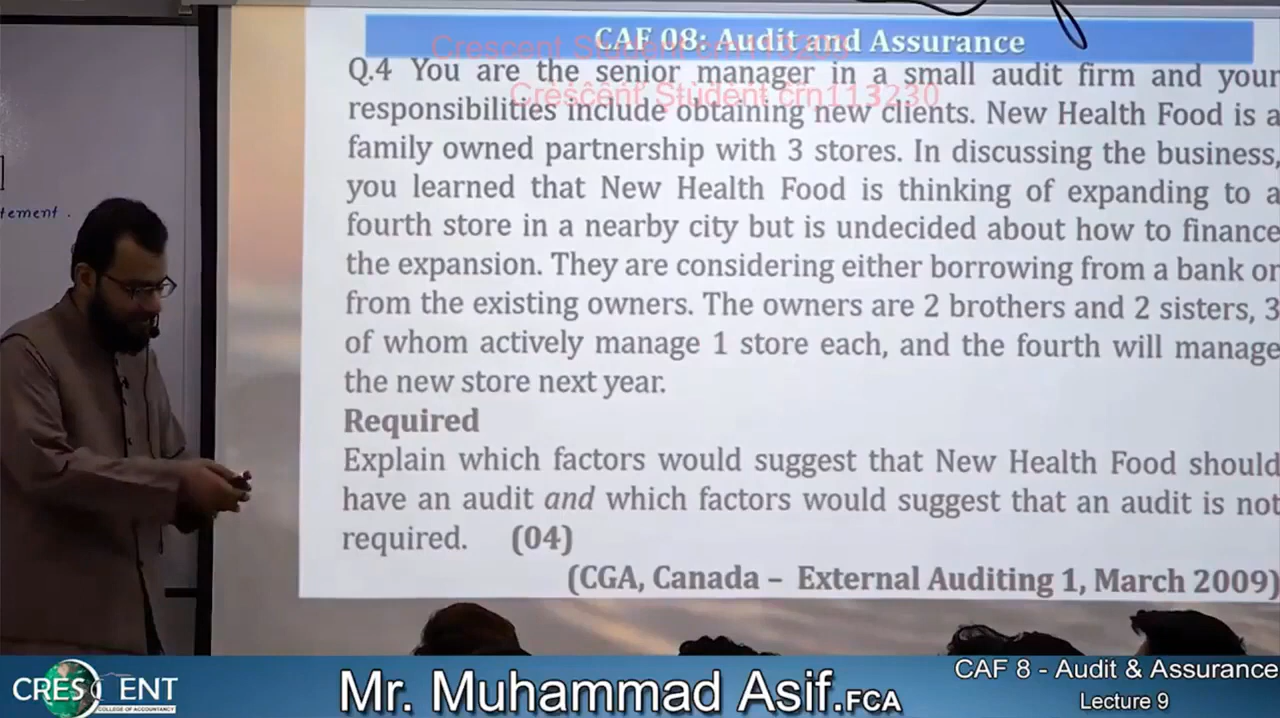 CAF 08: Audit and Assurance
Q.4 You are the senior manager in a small audit firm and your
Crescent Student crn113230
responsibilities include obtaining new clients. New Health Food is a
family owned partnership with 3 stores. In discussing the business,
you learned that New Health Food is thinking of expanding to a
fourth store in a nearby city but is undecided about how to finance
the expansion. They are considering either borrowing from a bank or
from the existing owners. The owners are 2 brothers and 2 sisters, 3
of whom actively manage 1 store each, and the fourth will manage
the new store next year.
Required
Explain which factors would suggest that New Health Food should
have an audit and which factors would suggest that an audit is not
required. (04)
(CGA, Canada – External Auditing 1, March 2009)
tement.
CRESCENT
COLLEGE OF ACCOUNTANCY
Mr. Muhammad Asif.FCA
CAF 8 - Audit & Assurance
Lecture 9